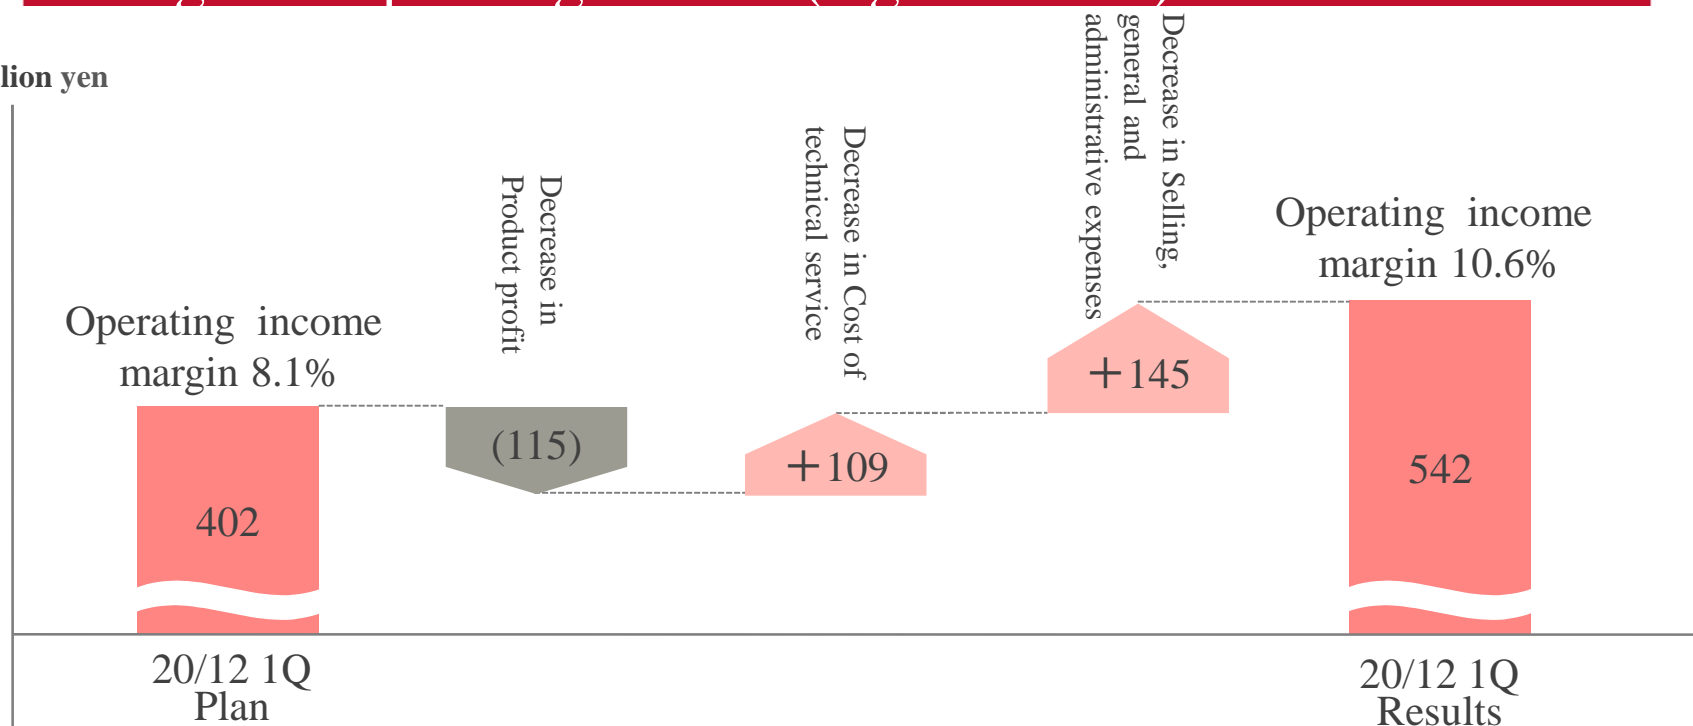 lion yen
Decrease in Selling,
general and
administrative expenses
Decrease in Cost of
technical service
Decrease in
Product profit
Operating income
margin 10.6%
Operating income
margin 8.1%
+145
(115)
+109
542
402
20/12 1Q
Plan
20/12 1Q
Results